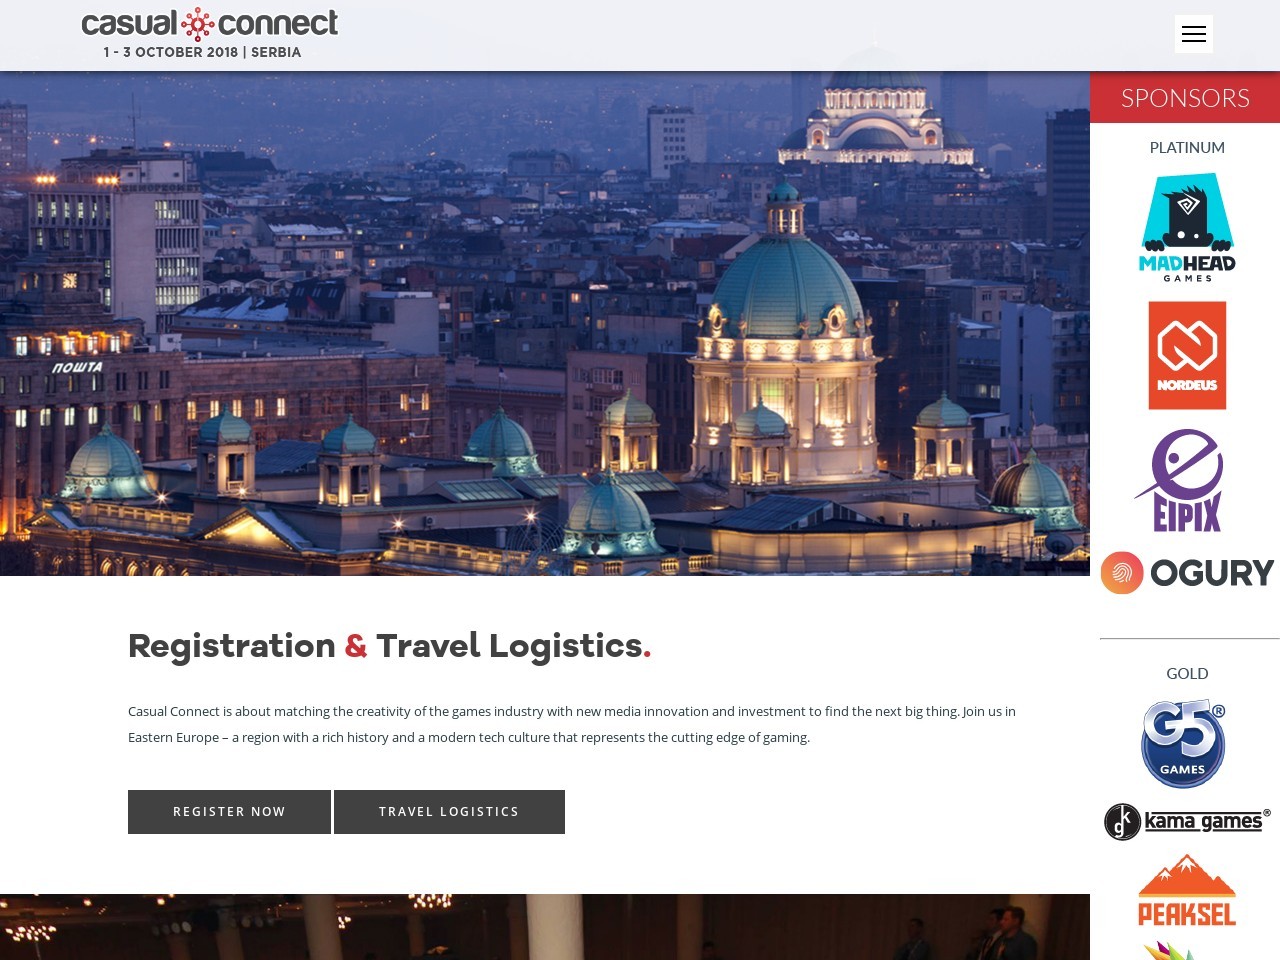 casual connect
1 - 3 OCTOBER 2018 | SERBIA
SPONSORS
PLATINUM
MADHEAD
GAMES
NORDEUS
EIPIX
OGURY
ПОШТА
Registration & Travel Logistics.
Casual Connect is about matching the creativity of the games industry with new media innovation and investment to find the next big thing. Join us in
Eastern Europe – a region with a rich history and a modern tech culture that represents the cutting edge of gaming.
REGISTER NOW
TRAVEL LOGISTICS
GOLD
G5®
GAMES
kg kama games®
PEAKSEL